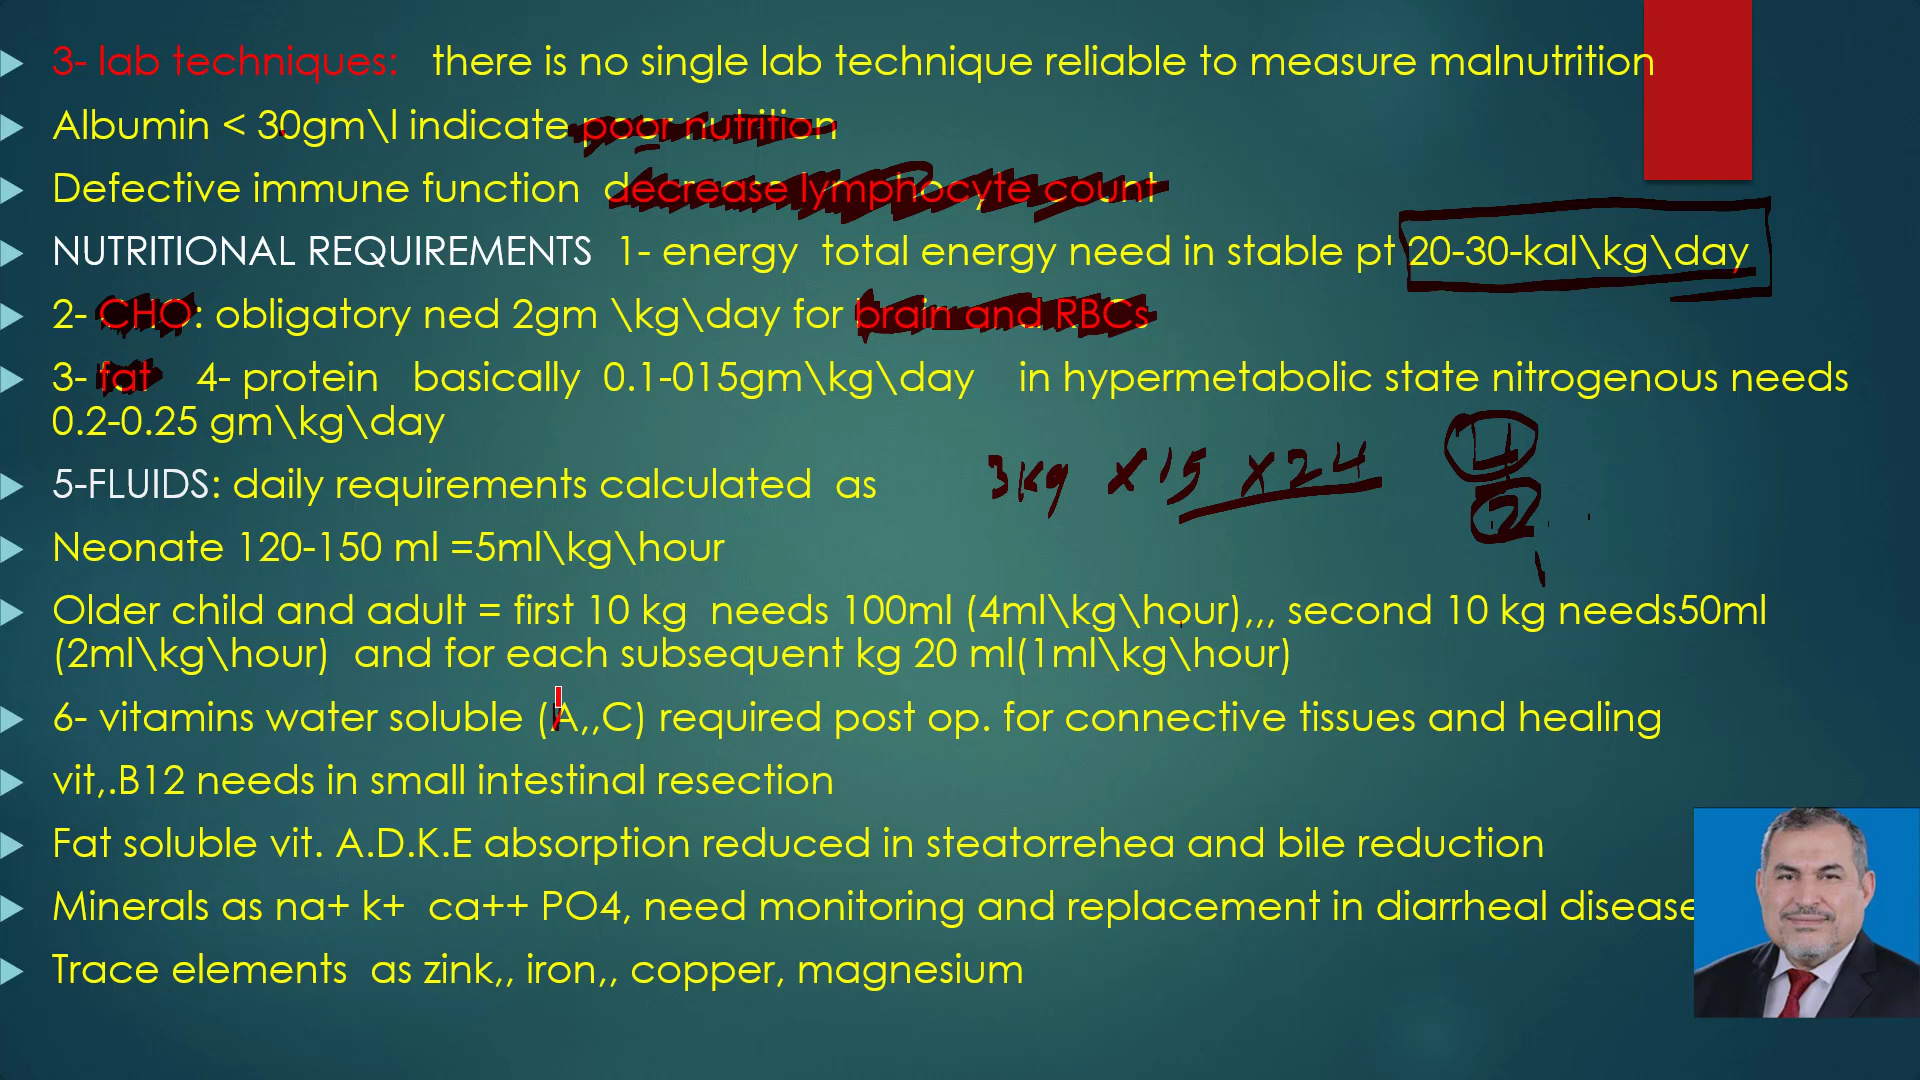 3- lab techniques: there is no single lab technique reliable to measure malnutrition
Albumin < 30gm\l indicate poor nutrition
Defective immune function decrease lymphocyte count
NUTRITIONAL REQUIREMENTS 1- energy total energy need in stable pt 20-30-kal\kg\day
2- CHO: obligatory ned 2gm \kg\day for brain and RBCs
3- fat 4- protein basically 0.1-015gm\kg\day in hypermetabolic state nitrogenous needs
0.2-0.25 gm\kg\day
5-FLUIDS: daily requirements calculated as
3kg x 15 x 24
4
2
Neonate 120-150 ml =5ml\kg\hour
Older child and adult = first 10 kg needs 100ml (4ml\kg\hour),,, second 10 kg needs50ml
(2ml\kg\hour) and for each subsequent kg 20 ml(1ml\kg\hour)
6- vitamins water soluble (A,,C) required post op. for connective tissues and healing
vit,.B12 needs in small intestinal resection
Fat soluble vit. A.D.K.E absorption reduced in steatorrehea and bile reduction
Minerals as na+ k+ ca++ PO4, need monitoring and replacement in diarrheal disease
Trace elements as zink,, iron,, copper, magnesium